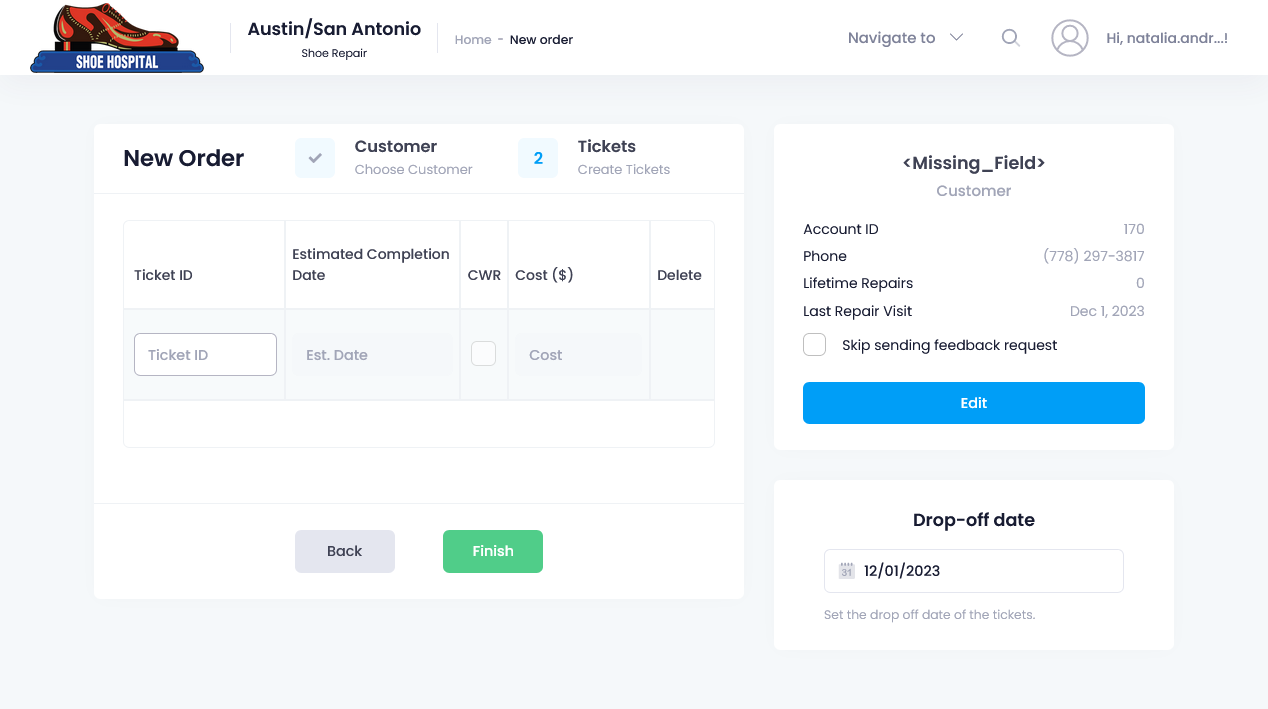 SHOE HOSPITAL
Austin/San Antonio
Shoe Repair
Home - New order
Navigate to
Hi, natalia.andr...!
New Order
Customer
Choose Customer
2
Tickets
Create Tickets
Ticket ID
Estimated Completion
Date
CWR
Cost ($)
Delete
Ticket ID
Est. Date
Cost
Back
Finish
<Missing_Field>
Customer
Account ID 170
Phone (778) 297-3817
Lifetime Repairs 0
Last Repair Visit Dec 1, 2023
Skip sending feedback request
Edit
Drop-off date
31 12/01/2023
Set the drop off date of the tickets.